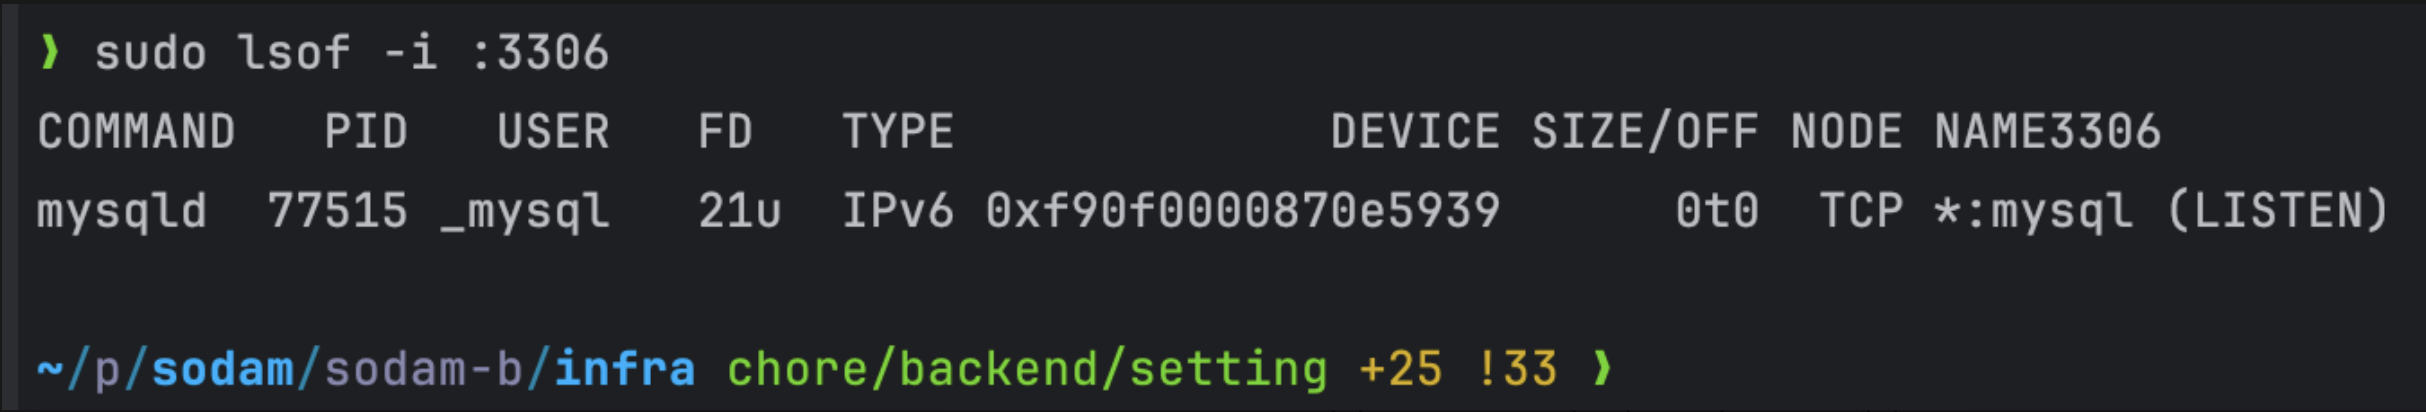 ❯ sudo lsof -i :3306
COMMAND   PID   USER   FD   TYPE             DEVICE SIZE/OFF NODE NAME3306
mysqld  77515 _mysql   21u  IPv6 0xf90f0000870e5939      0t0  TCP *:mysql (LISTEN)
~/p/sodam/sodam-b/infra chore/backend/setting +25 !33 ❯